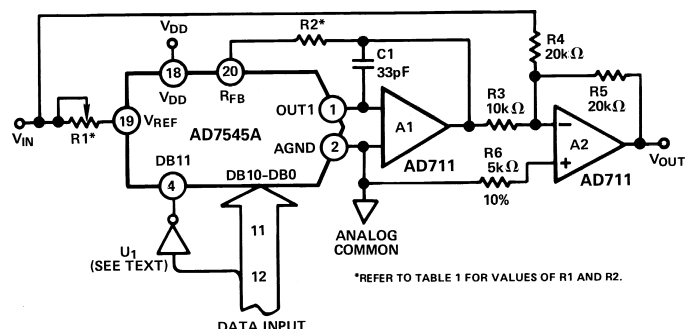 R2*
R4
20kΩ
VDD
C1
33pF
18
VDD
20
RFB
R3
10kΩ
R5
20kΩ
VIN
R1*
19
VREF
AD7545A
OUT1
1
AGND
2
A1
AD711
−
+
A2
AD711
VOUT
R6
5kΩ
10%
DB11
4
DB10–DB0
U1
(SEE TEXT)
11
12
ANALOG
COMMON
*REFER TO TABLE 1 FOR VALUES OF R1 AND R2.
DATA INPUT